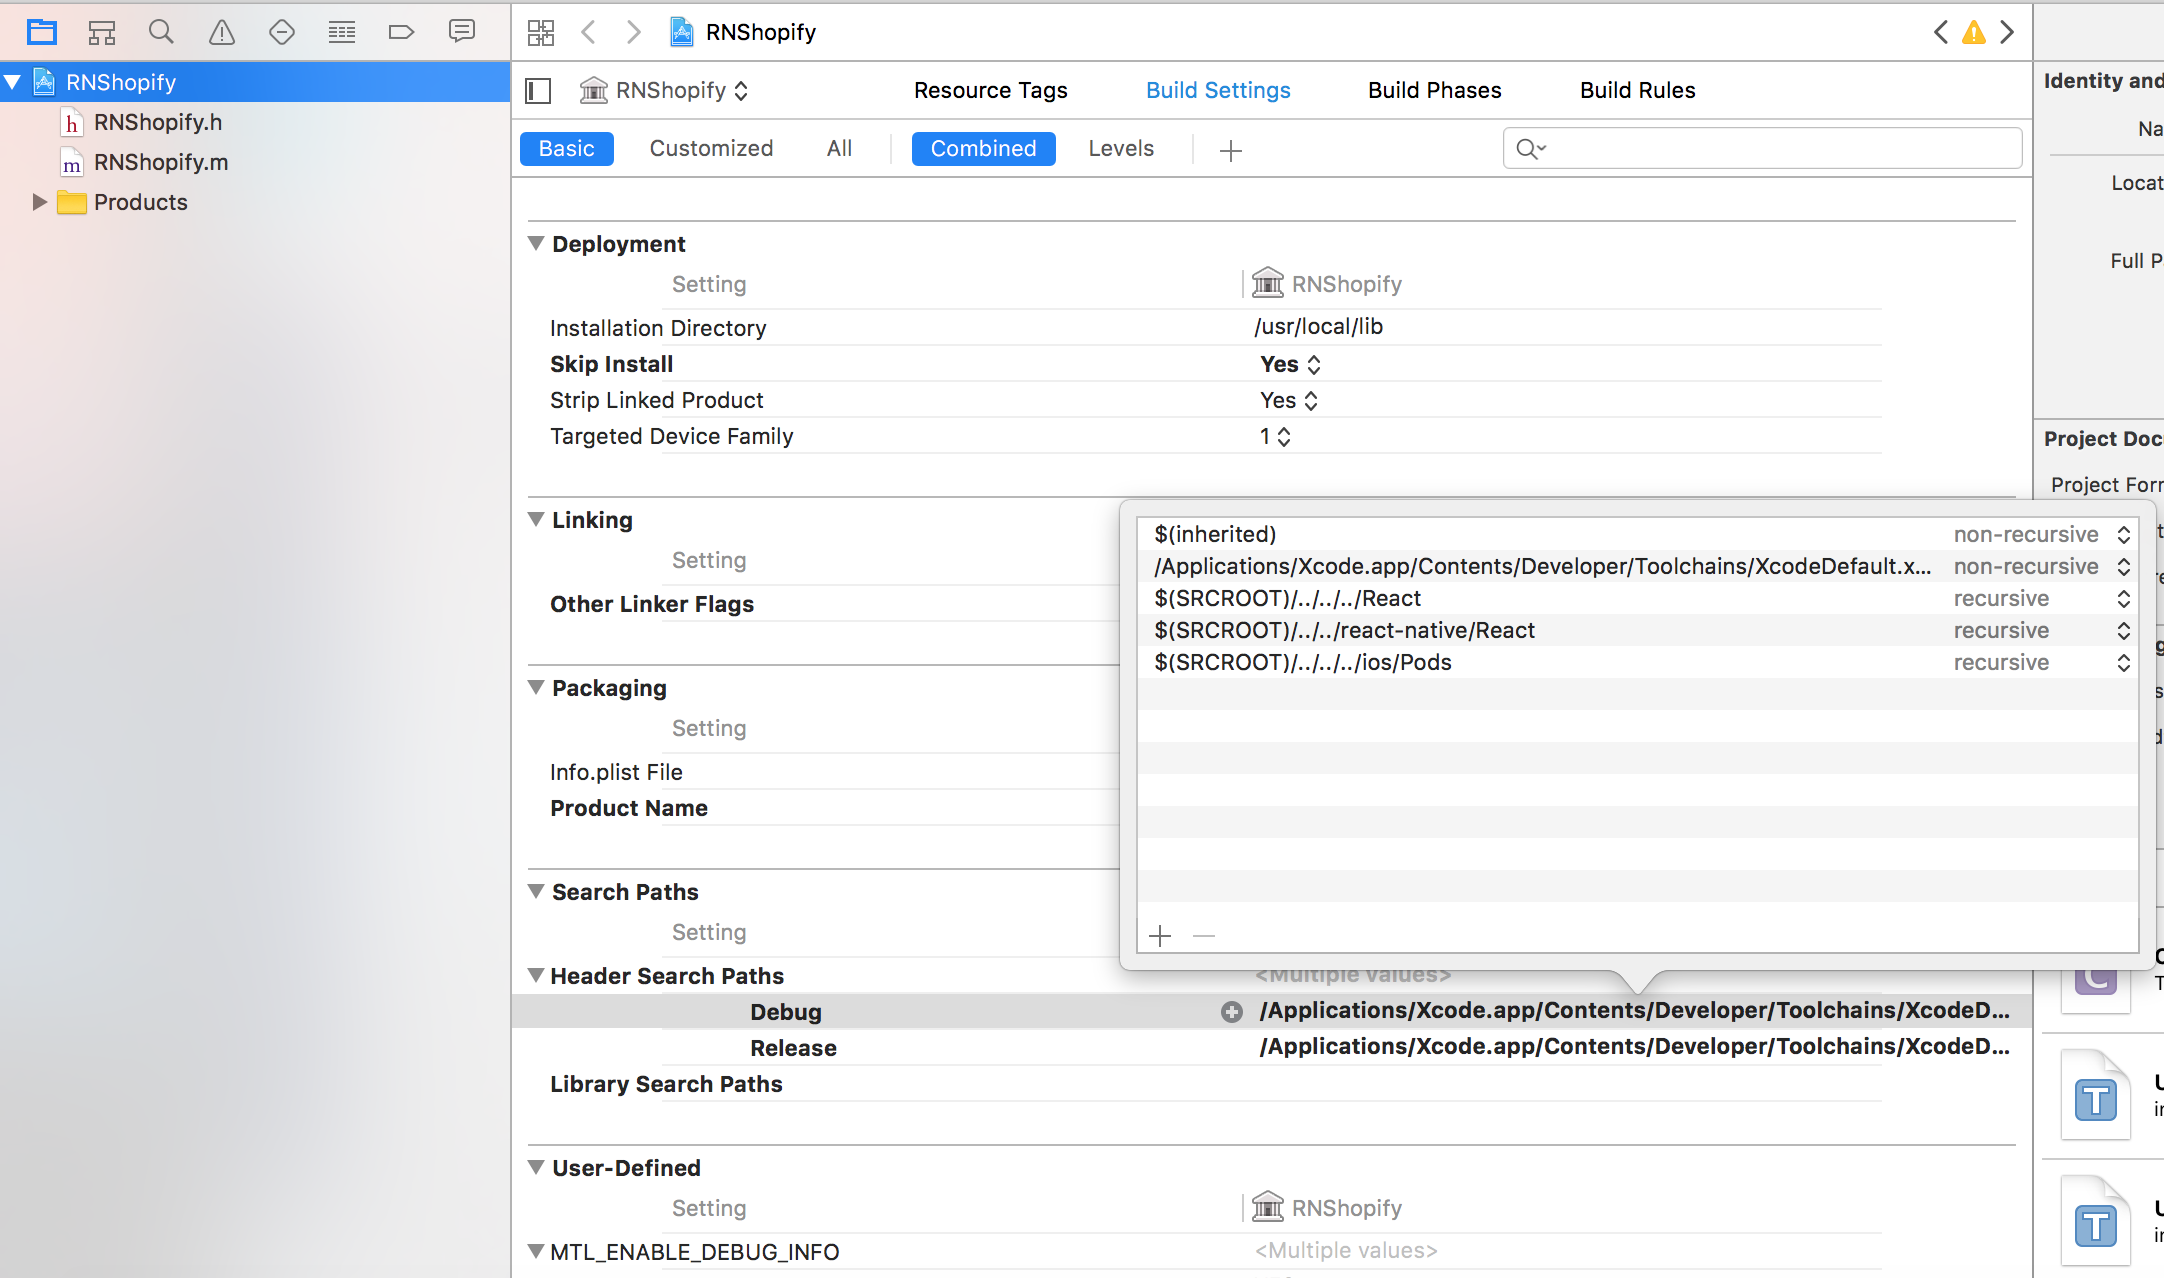 RNShopify
RNShopify
RNShopify.h
RNShopify.m
Products
RNShopify
Resource Tags
Build Settings
Build Phases
Build Rules
Basic
Customized
All
Combined
Levels
Deployment
Setting
RNShopify
Installation Directory
/usr/local/lib
Skip Install
Yes
Strip Linked Product
Yes
Targeted Device Family
1
Linking
Setting
Other Linker Flags
Packaging
Setting
Info.plist File
Product Name
Search Paths
Setting
Header Search Paths
<Multiple values>
Debug
/Applications/Xcode.app/Contents/Developer/Toolchains/XcodeD...
Release
/Applications/Xcode.app/Contents/Developer/Toolchains/XcodeD...
Library Search Paths
User-Defined
Setting
RNShopify
MTL_ENABLE_DEBUG_INFO
<Multiple values>
$(inherited) non-recursive
/Applications/Xcode.app/Contents/Developer/Toolchains/XcodeDefault.x... non-recursive
$(SRCROOT)/../../../React recursive
$(SRCROOT)/../../react-native/React recursive
$(SRCROOT)/../../../ios/Pods recursive
Identity and
Na
Locat
Full P
Project Doc
Project For
C
T
T